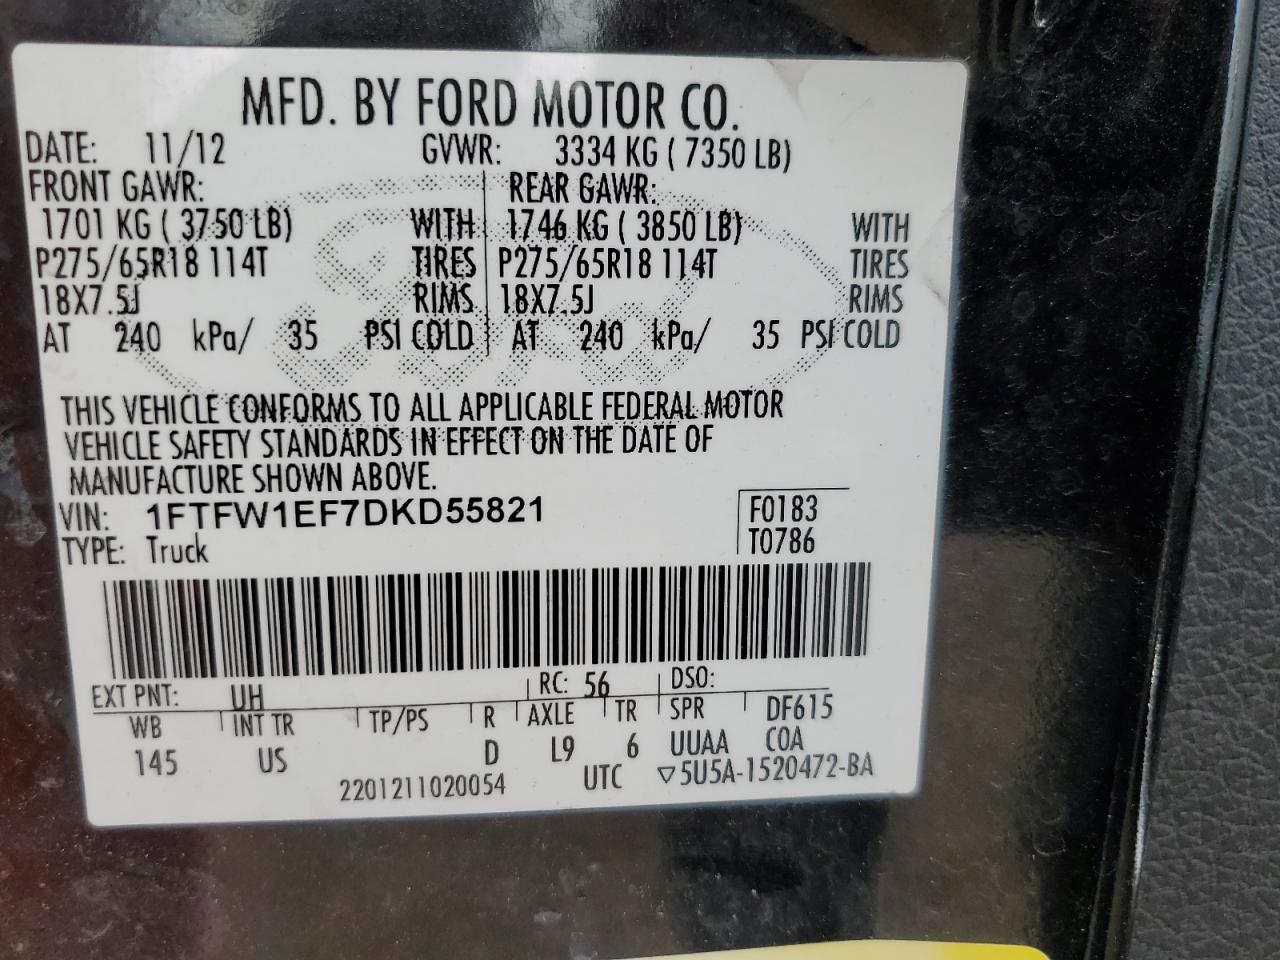 MFD. BY FORD MOTOR CO.
DATE: 11/12 GVWR: 3334 KG ( 7350 LB)
FRONT GAWR: REAR GAWR:
1701 KG ( 3750 LB) WITH 1746 KG ( 3850 LB) WITH
P275/65R18 114T TIRES P275/65R18 114T TIRES
18X7.5J RIMS 18X7.5J RIMS
AT 240 kPa/ 35 PSI COLD AT 240 kPa/ 35 PSI COLD
THIS VEHICLE CONFORMS TO ALL APPLICABLE FEDERAL MOTOR
VEHICLE SAFETY STANDARDS IN EFFECT ON THE DATE OF
MANUFACTURE SHOWN ABOVE.
VIN: 1FTFW1EF7DKD55821 F0183
TYPE: Truck T0786
EXT PNT: UH RC: 56 DSO:
WB INT TR TP/PS R AXLE TR SPR DF615
145 US D L9 6 UUAA COA
2201211020054 UTC ▽5U5A-1520472-BA